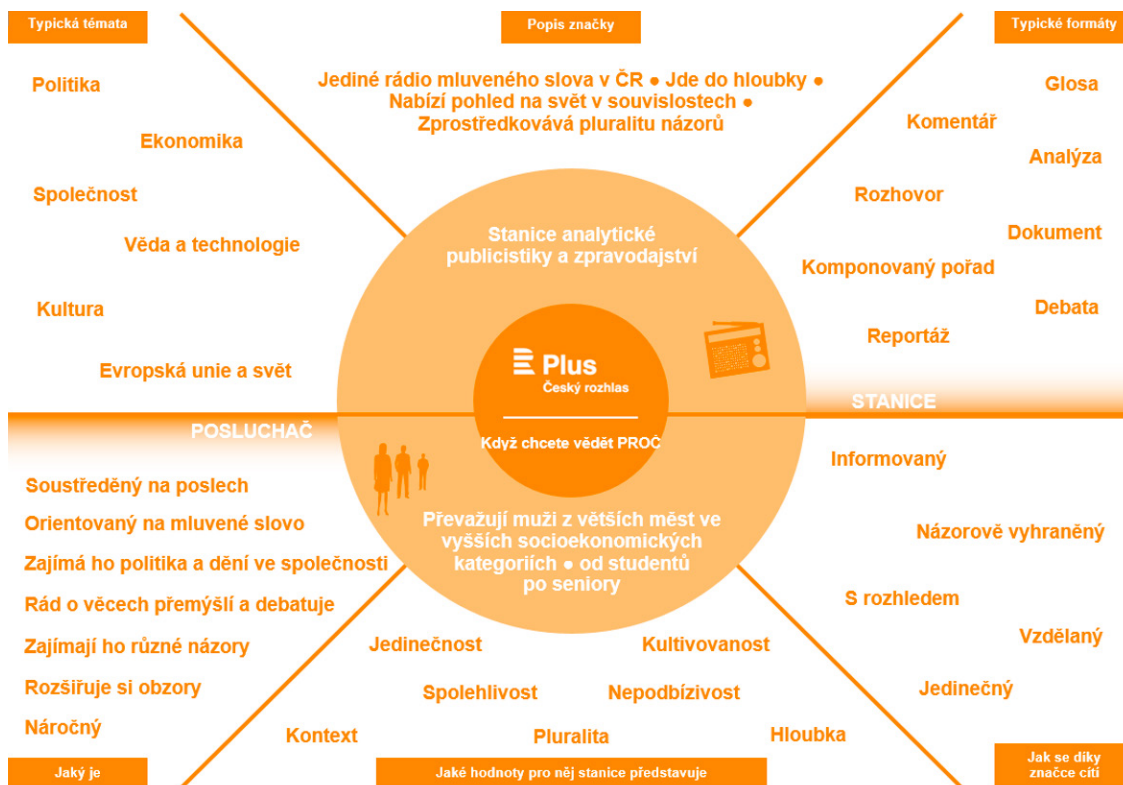 Typická témata
Popis značky
Typické formáty
Politika
Ekonomika
Společnost
Věda a technologie
Kultura
Evropská unie a svět
Jediné rádio mluveného slova v ČR ● Jde do hloubky ●
Nabízí pohled na svět v souvislostech ●
Zprostředkovává pluralitu názorů
Glosa
Komentář
Analýza
Rozhovor
Dokument
Komponovaný pořad
Debata
Reportáž
Stanice analytické
publicistiky a zpravodajství
Plus
Český rozhlas
Když chcete vědět PROČ
STANICE
POSLUCHAČ
Soustředěný na poslech
Orientovaný na mluvené slovo
Zajímá ho politika a dění ve společnosti
Rád o věcech přemýšlí a debatuje
Zajímají ho různé názory
Rozšiřuje si obzory
Náročný
Převažují muži z větších měst ve
vyšších socioekonomických
kategoriích ● od studentů
po seniory
Informovaný
Názorově vyhraněný
S rozhledem
Vzdělaný
Jedinečný
Jedinečnost
Kultivovanost
Spolehlivost
Nepodbízivost
Kontext
Pluralita
Hloubka
Jaký je
Jaké hodnoty pro něj stanice představuje
Jak se díky
značce cítí